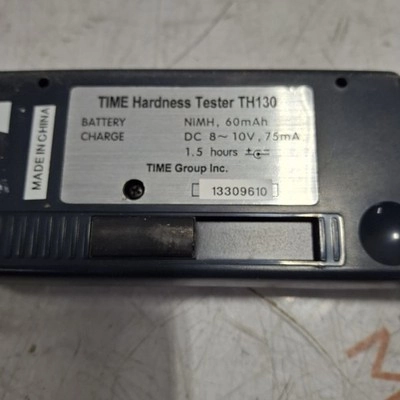 TIME Hardness Tester TH130
BATTERY NIMH, 60mAh
CHARGE DC 8～10V, 75mA
1.5 hours
TIME Group Inc.
13309610
MADE IN CHINA